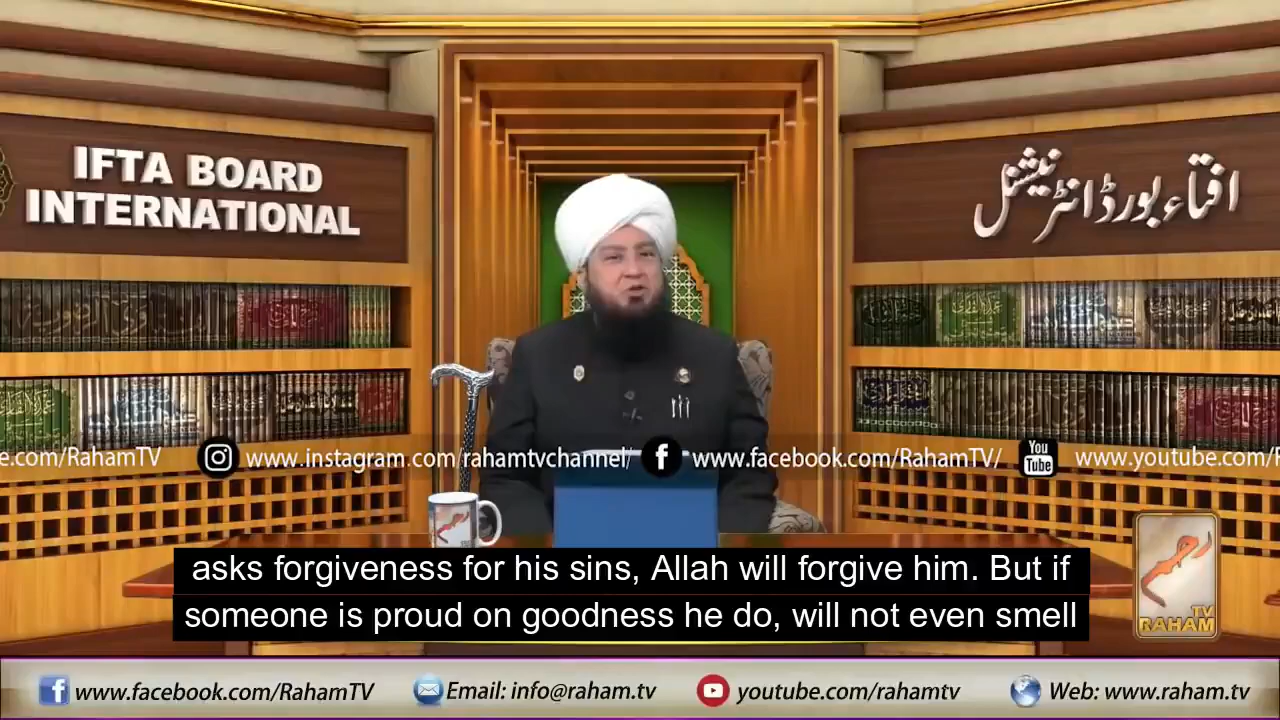 IFTA BOARD
INTERNATIONAL
افتاء بورڈ انٹرنیشنل
e.com/RahamTV
www.instagram.com/rahamtvchannel/
www.facebook.com/RahamTV/
You
Tube
www.youtube.com/R
asks forgiveness for his sins, Allah will forgive him. But if
someone is proud on goodness he do, will not even smell
TV
RAHAM
www.facebook.com/RahamTV
Email: info@raham.tv
youtube.com/rahamtv
Web: www.raham.tv